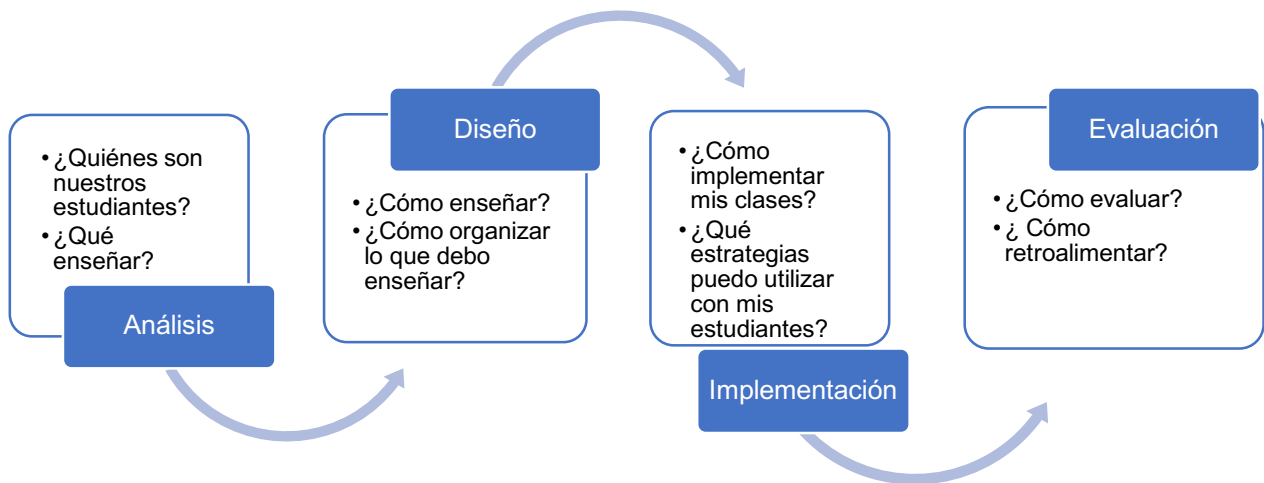 • ¿Quiénes son
nuestros
estudiantes?
• ¿Qué
enseñar?
Análisis
Diseño
• ¿Cómo enseñar?
• ¿Cómo organizar
lo que debo
enseñar?
• ¿Cómo
implementar
mis clases?
• ¿Qué
estrategias
puedo utilizar
con mis
estudiantes?
Implementación
Evaluación
• ¿Cómo evaluar?
• ¿ Cómo
retroalimentar?